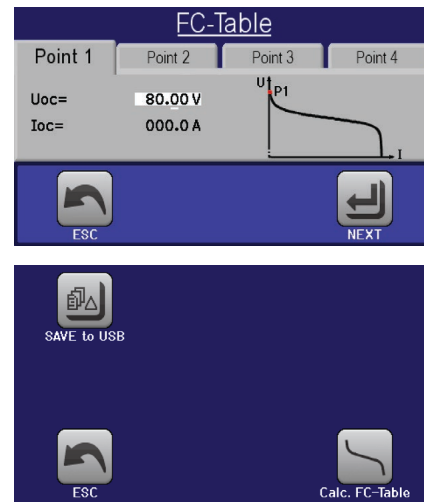 FC-Table
Point 1 Point 2 Point 3 Point 4
Uoc= 80.00 V
Ioc= 000.0 A
U
P1
I
ESC NEXT
SAVE to USB
ESC Calc. FC-Table